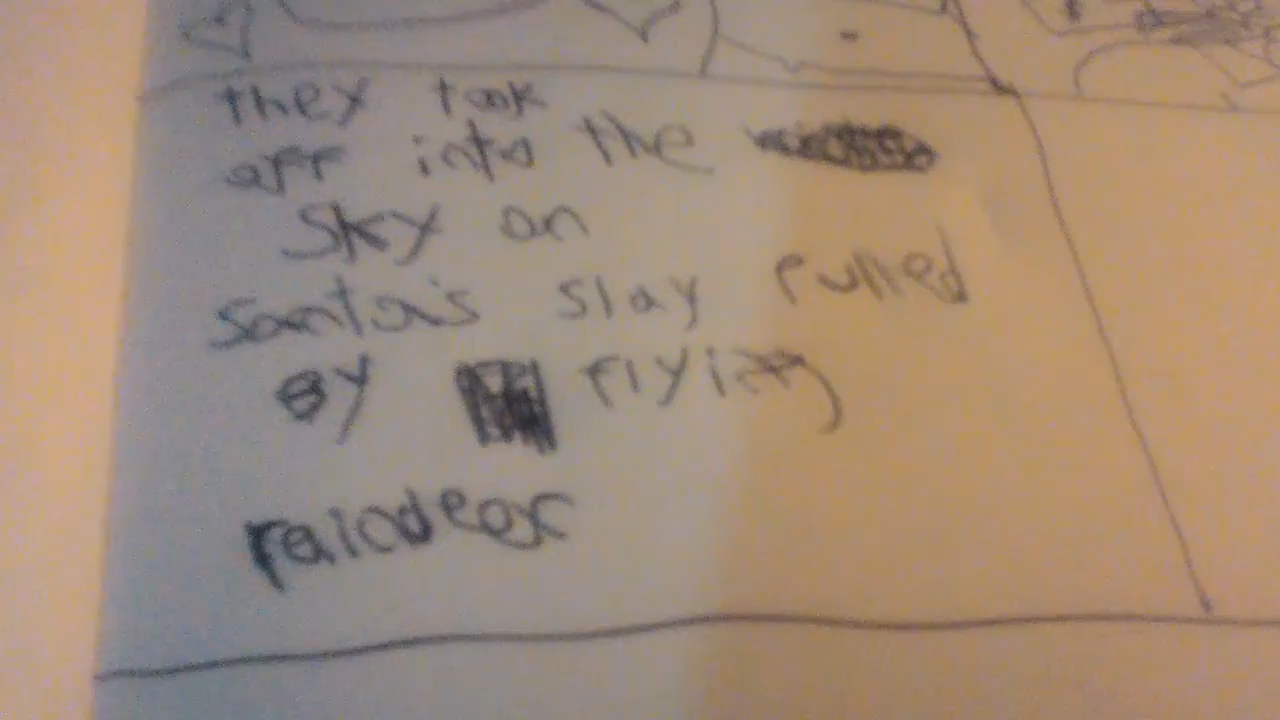 they took
off into the
sky on
Santa's slay pulled
by flying
raindeer